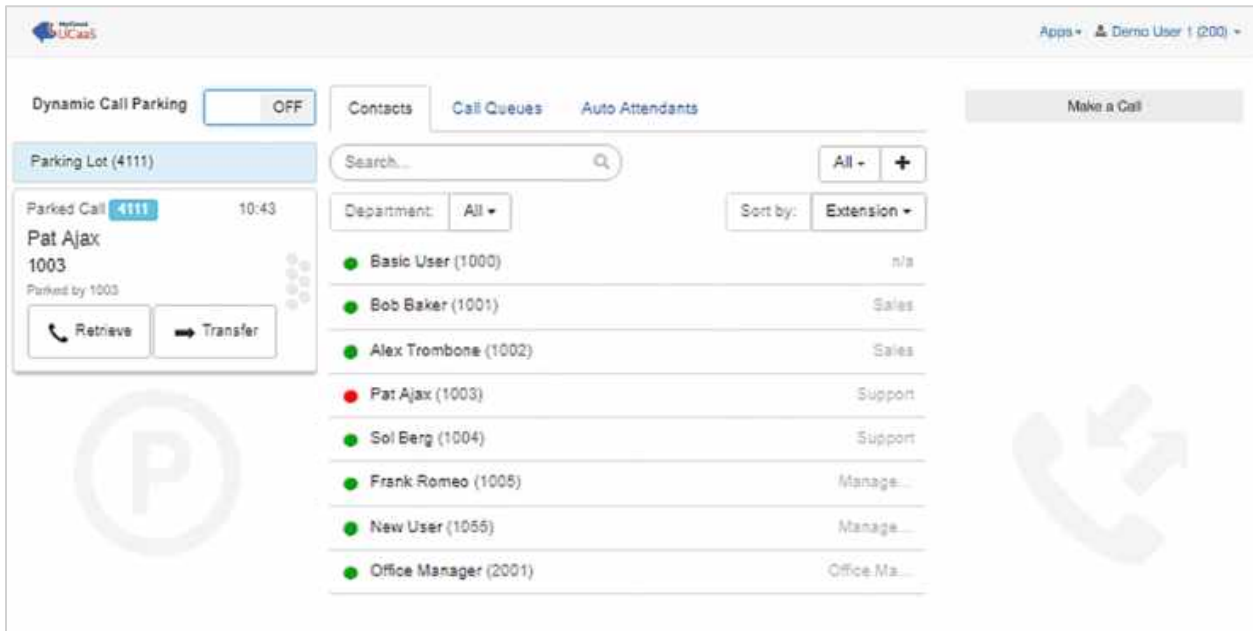 UCaaS
Apps Demo User 1 (200)
Dynamic Call Parking OFF
Contacts Call Queues Auto Attendants
Make a Call
Parking Lot (4111)
Search...
All +
Parked Call 4111 10:43
Pat Ajax
1003
Parked by 1003
Retrieve Transfer
Department: All
Sort by: Extension
Basic User (1000) n/a
Bob Baker (1001) Sales
Alex Trombone (1002) Sales
Pat Ajax (1003) Support
Sol Berg (1004) Support
Frank Romeo (1005) Manage...
New User (1055) Manage...
Office Manager (2001) Office Ma...
P